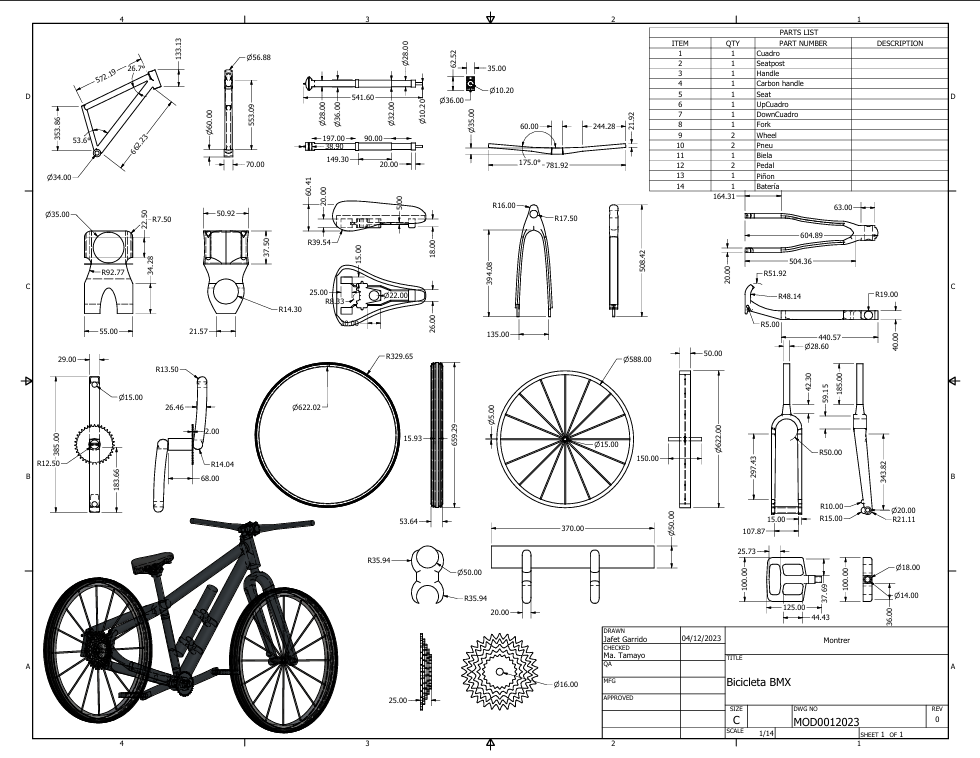 4
3
2
1
PARTS LIST
ITEM QTY PART NUMBER DESCRIPTION
1 1 Cuadro
2 1 Seatpost
3 1 Handle
4 1 Carbon handle
5 1 Seat
6 1 UpCuadro
7 1 DownCuadro
8 1 Fork
9 2 Wheel
10 2 Pneu
11 1 Biela
12 2 Pedal
13 1 Piñon
14 1 Batería
D
D
572.19
26.7°
133.13
353.86
53.6°
662.23
Ø34.00
Ø56.88
Ø60.00
553.09
70.00
Ø28.00
541.60
Ø28.00
Ø36.00
Ø32.00
Ø10.20
197.00
90.00
38.90
149.30
20.00
62.52
35.00
Ø10.20
Ø36.00
Ø35.00
60.00
244.28
21.92
175.0°
781.92
Ø35.00
R7.50
22.50
34.28
R92.77
55.00
50.92
37.50
R14.30
21.57
60.41
20.00
5.00
R39.54
18.00
15.00
25.00
R8.33
Ø22.00
30.00
26.00
R16.00
R17.50
394.08
135.00
508.42
164.31
63.00
604.89
504.36
20.00
R51.92
R48.14
R19.00
R5.00
440.57
40.00
C
C
29.00
Ø15.00
385.00
R12.50
183.66
R13.50
26.46
2.00
R14.04
68.00
R329.65
Ø622.02
15.93
659.29
53.64
Ø588.00
Ø5.00
Ø15.00
50.00
Ø622.00
150.00
Ø28.60
42.30
59.15
185.00
R50.00
297.43
343.82
R10.00
15.00
R15.00
Ø20.00
R21.11
107.87
B
B
370.00
Ø50.00
R35.94
Ø50.00
R35.94
20.00
25.73
100.00
37.69
125.00
44.43
100.00
Ø18.00
Ø14.00
36.00
25.00
Ø16.00
A
A
DRAWN
Jafet Garrido 04/12/2023
CHECKED
Ma. Tamayo
QA
MFG
APPROVED
Montrer
TITLE
Bicicleta BMX
SIZE
C
DWG NO
MOD0012023
REV
0
SCALE 1/14
SHEET 1 OF 1
4
3
2
1